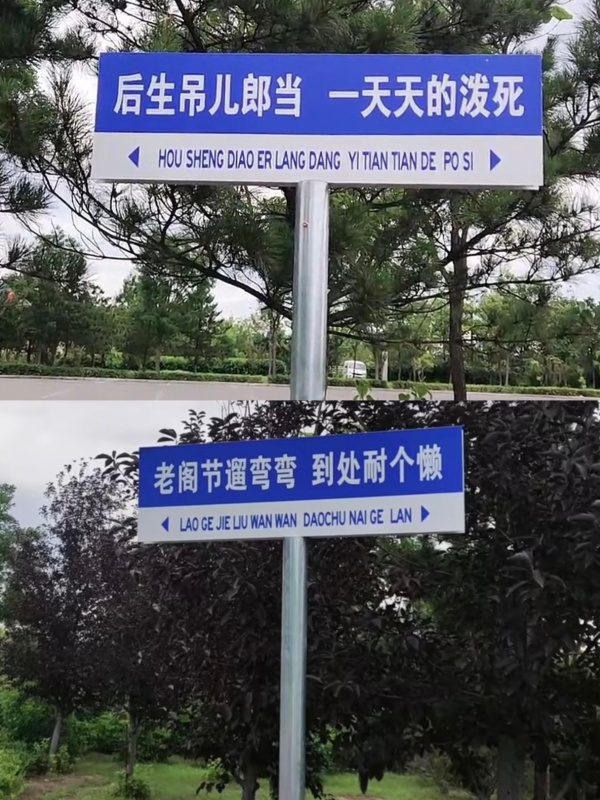 后生吊儿郎当 一天天的泼死
HOU SHENG DIAO ER LANG DANG YI TIAN TIAN DE PO SI
老阁节遛弯弯 到处耐个懒
LAO GE JIE LIU WAN WAN DAOCHU NAI GE LAN